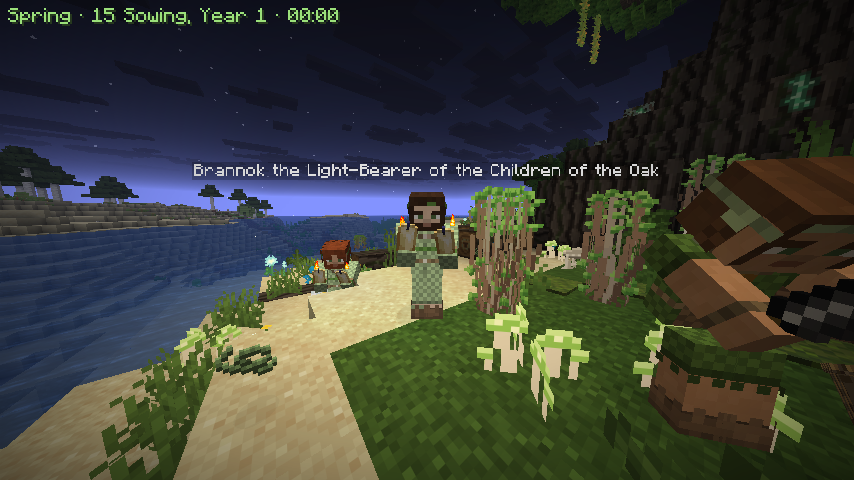 Spring · 15 Sowing, Year 1 · 00:00
Brannok the Light-Bearer of the Children of the Oak